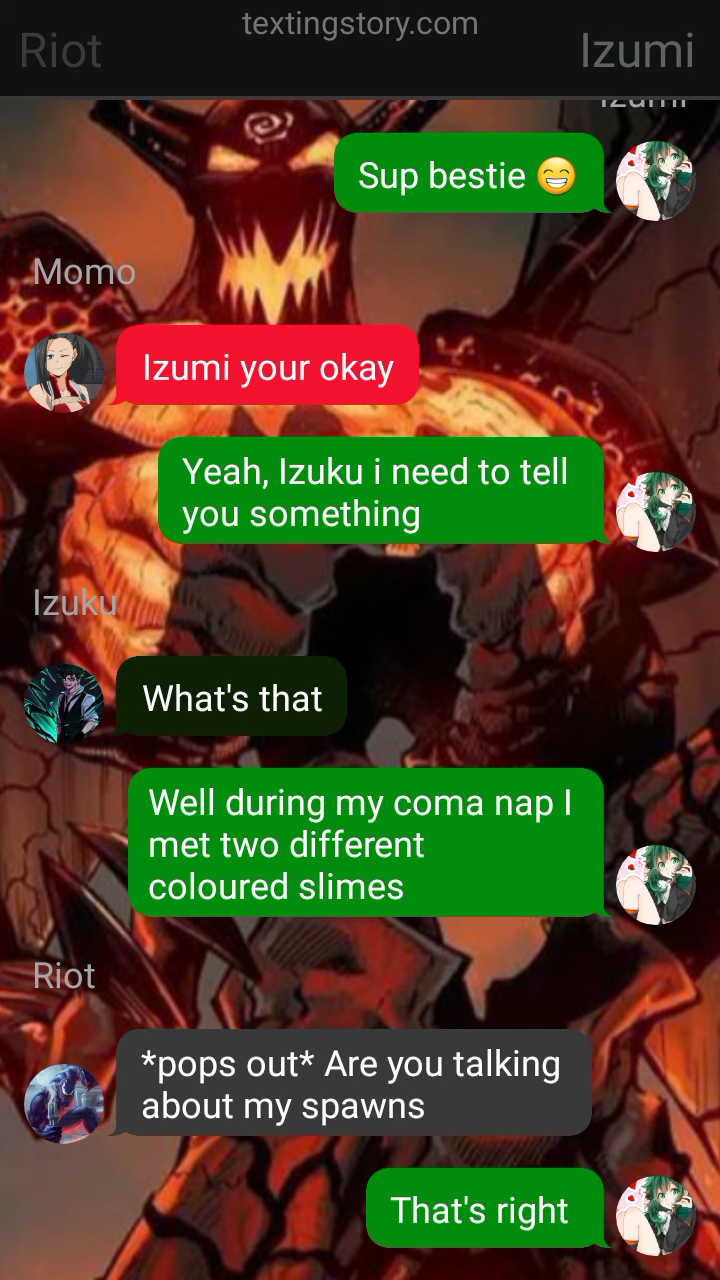 textingstory.com
Riot
Izumi
Izumi
Sup bestie 😁
Momo
Izumi your okay
Yeah, Izuku i need to tell
you something
Izuku
What's that
Well during my coma nap I
met two different
coloured slimes
Riot
*pops out* Are you talking
about my spawns
That's right